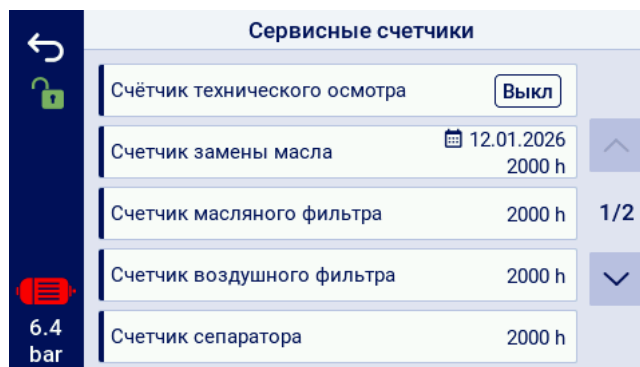 Сервисные счетчики
Счётчик технического осмотра Выкл
Счетчик замены масла 12.01.2026
2000 h
Счетчик масляного фильтра 2000 h
1/2
Счетчик воздушного фильтра 2000 h
Счетчик сепаратора 2000 h
6.4
bar